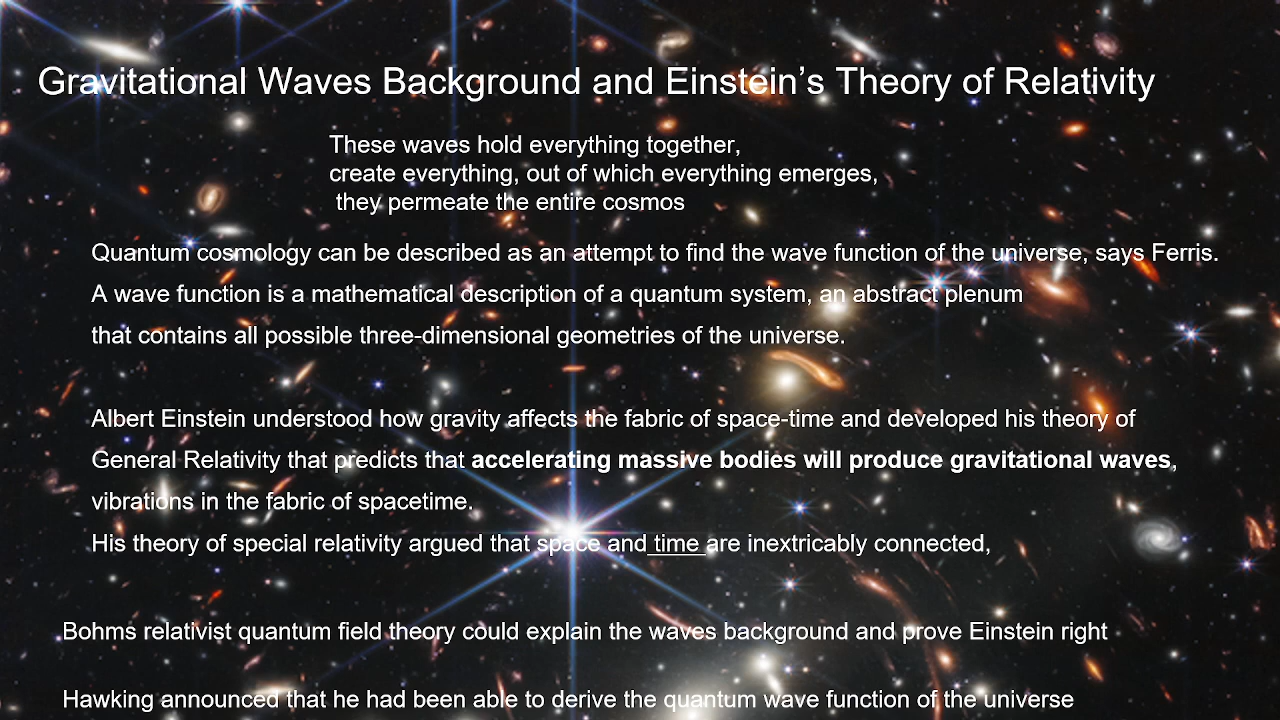 Gravitational Waves Background and Einstein’s Theory of Relativity
These waves hold everything together,
create everything, out of which everything emerges,
they permeate the entire cosmos
Quantum cosmology can be described as an attempt to find the wave function of the universe, says Ferris.
A wave function is a mathematical description of a quantum system, an abstract plenum
that contains all possible three-dimensional geometries of the universe.
Albert Einstein understood how gravity affects the fabric of space-time and developed his theory of
General Relativity that predicts that accelerating massive bodies will produce gravitational waves,
vibrations in the fabric of spacetime.
His theory of special relativity argued that space and time are inextricably connected,
Bohms relativist quantum field theory could explain the waves background and prove Einstein right
Hawking announced that he had been able to derive the quantum wave function of the universe